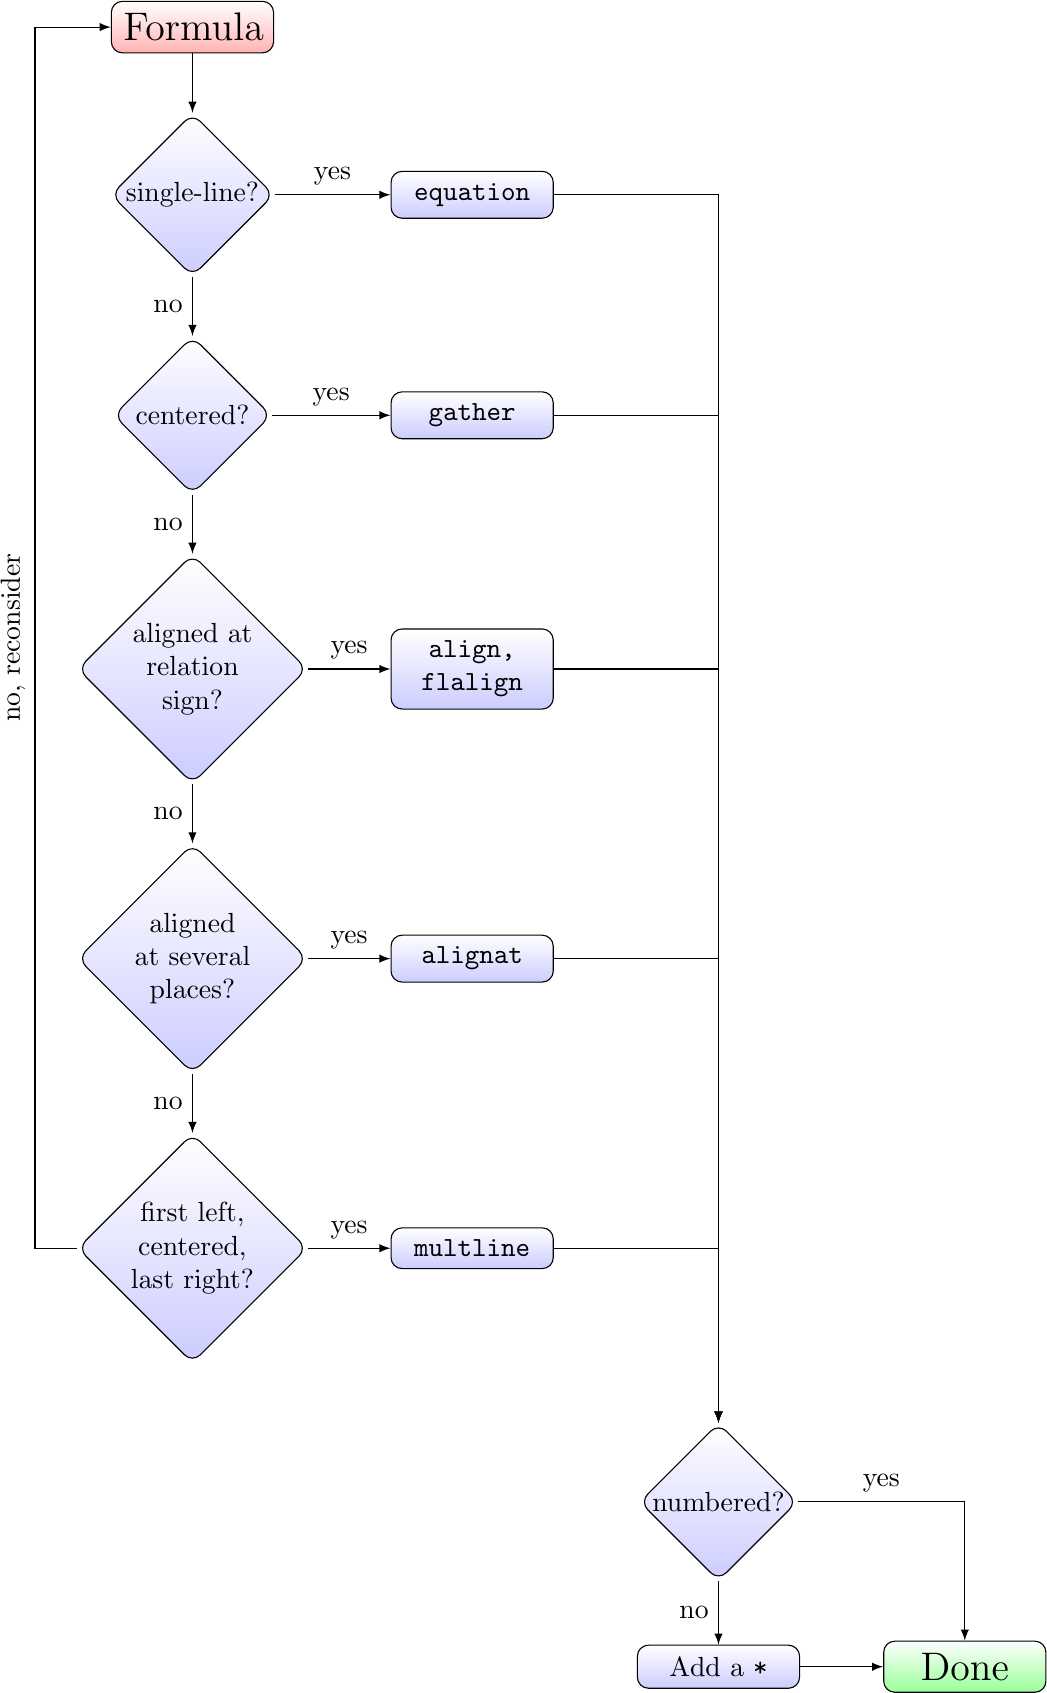 Formula
single-line?
yes
equation
no
centered?
yes
gather
no
no, reconsider
aligned at
relation
sign?
yes
align,
flalign
no
aligned
at several
places?
yes
alignat
no
first left,
centered,
last right?
yes
multline
numbered?
yes
no
Add a *
Done